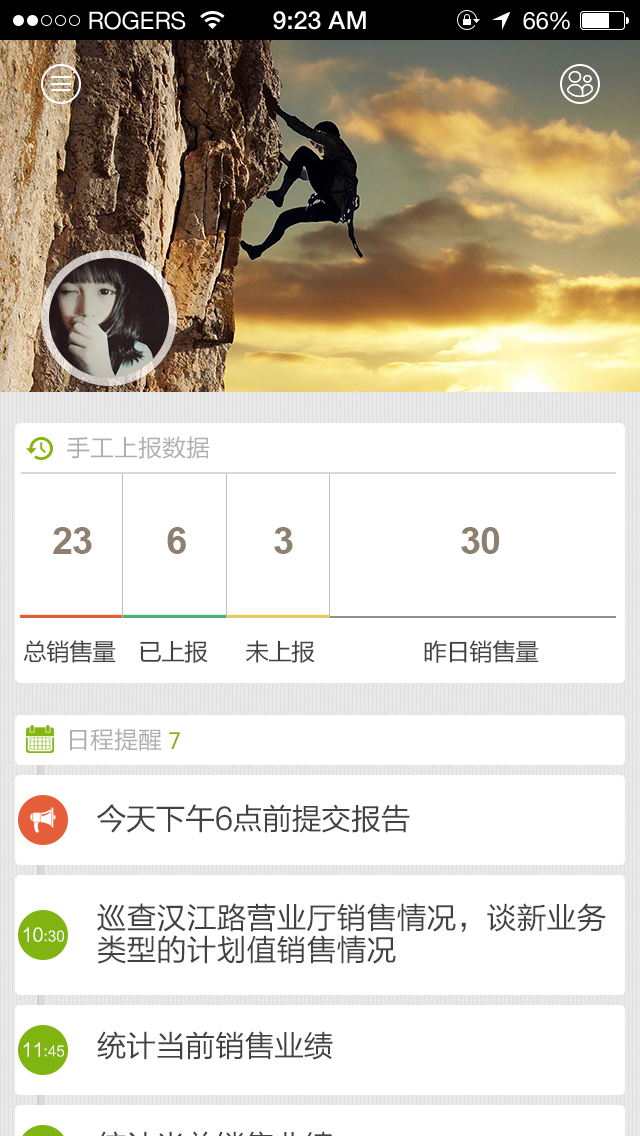 ROGERS 9:23 AM 66%
手工上报数据
23 6 3 30
总销售量 已上报 未上报 昨日销售量
日程提醒 7
今天下午6点前提交报告
10:30
巡查汉江路营业厅销售情况，谈新业务
类型的计划值销售情况
11:45 统计当前销售业绩